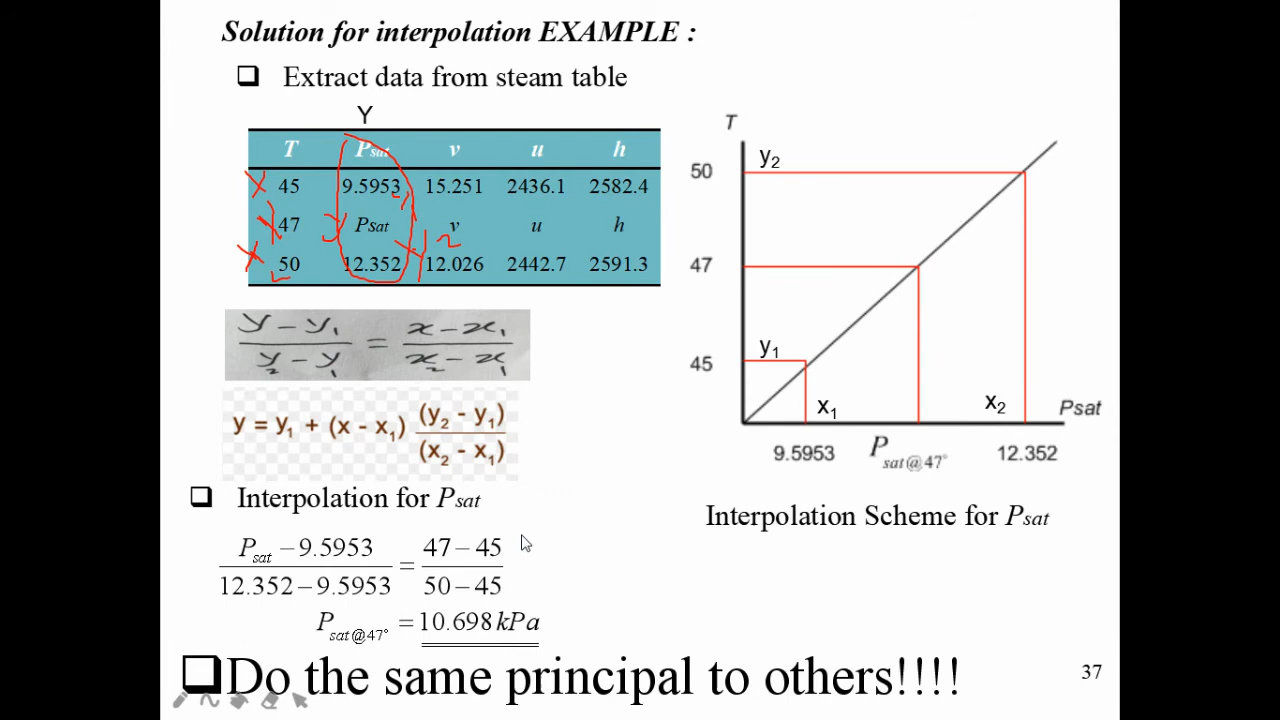 Solution for interpolation EXAMPLE :
❑ Extract data from steam table
Y
T Psat v u h
x 45 9.5953 15.251 2436.1 2582.4
47 y Psat v u h
x2 50 12.352 y2 12.026 2442.7 2591.3
y - y1 / y2 - y1 = x - x1 / x2 - x1
y = y1 + (x - x1) (y2 - y1) / (x2 - x1)
❑ Interpolation for Psat
Psat − 9.5953 / 12.352 − 9.5953 = 47 − 45 / 50 − 45
Psat@47° = 10.698 kPa
T
50 y2
47
45 y1
x1 x2 Psat
9.5953 Psat@47° 12.352
Interpolation Scheme for Psat
❑Do the same principal to others!!!!
37